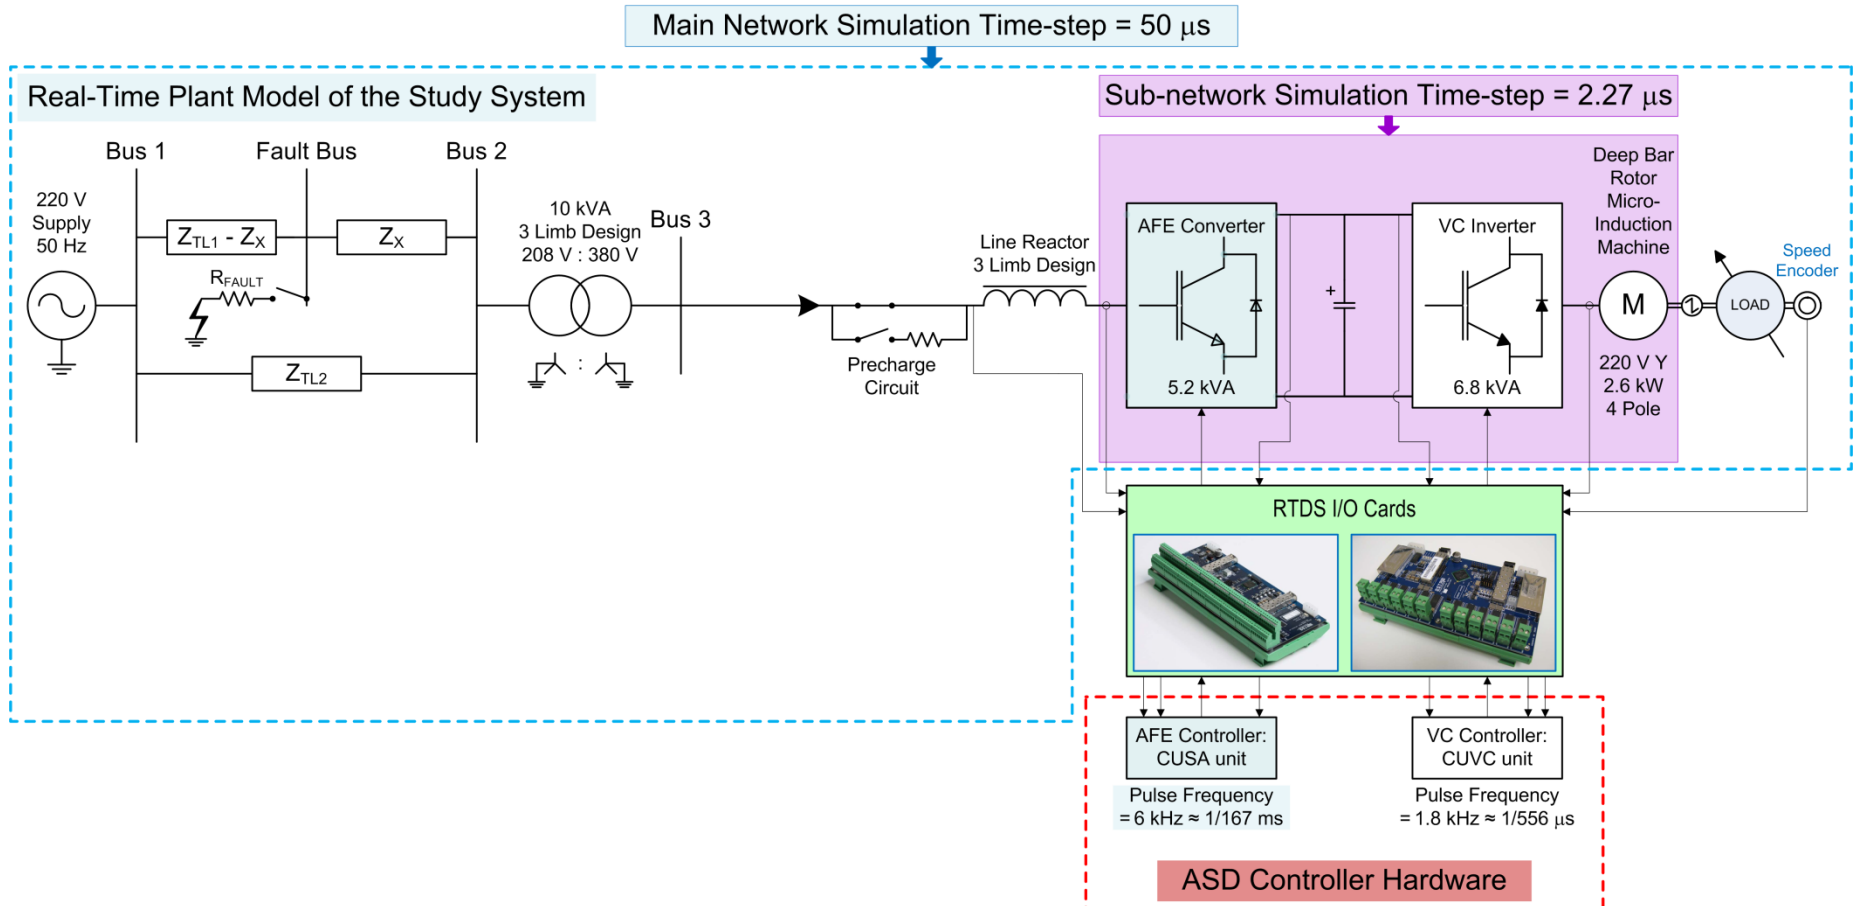 Main Network Simulation Time-step = 50 µs
Real-Time Plant Model of the Study System
Sub-network Simulation Time-step = 2.27 µs
Bus 1
Fault Bus
Bus 2
220 V
Supply
50 Hz
Z_TL1 - Z_X
Z_X
R_FAULT
Z_TL2
10 kVA
3 Limb Design
208 V : 380 V
:
Bus 3
Precharge
Circuit
Line Reactor
3 Limb Design
AFE Converter
5.2 kVA
+
VC Inverter
6.8 kVA
Deep Bar
Rotor
Micro-
Induction
Machine
M
220 V Y
2.6 kW
4 Pole
LOAD
Speed
Encoder
RTDS I/O Cards
AFE Controller:
CUSA unit
Pulse Frequency
= 6 kHz ≈ 1/167 ms
VC Controller:
CUVC unit
Pulse Frequency
= 1.8 kHz ≈ 1/556 µs
ASD Controller Hardware